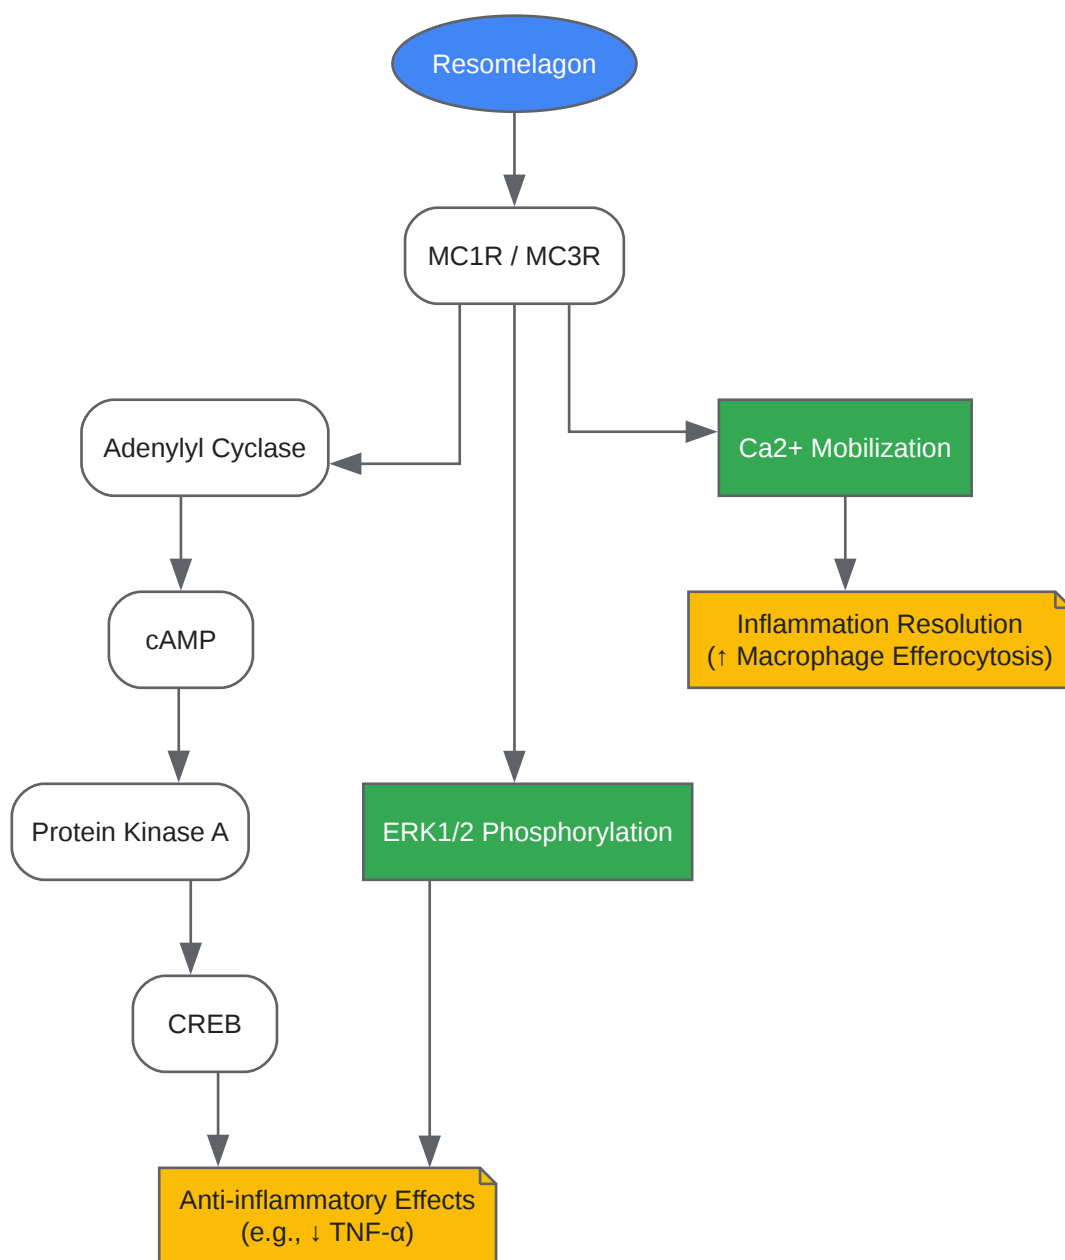 Resomelagon
MC1R / MC3R
Adenylyl Cyclase
Ca2+ Mobilization
cAMP
Inflammation Resolution
(↑ Macrophage Efferocytosis)
Protein Kinase A
ERK1/2 Phosphorylation
CREB
Anti-inflammatory Effects
(e.g., ↓ TNF-α)